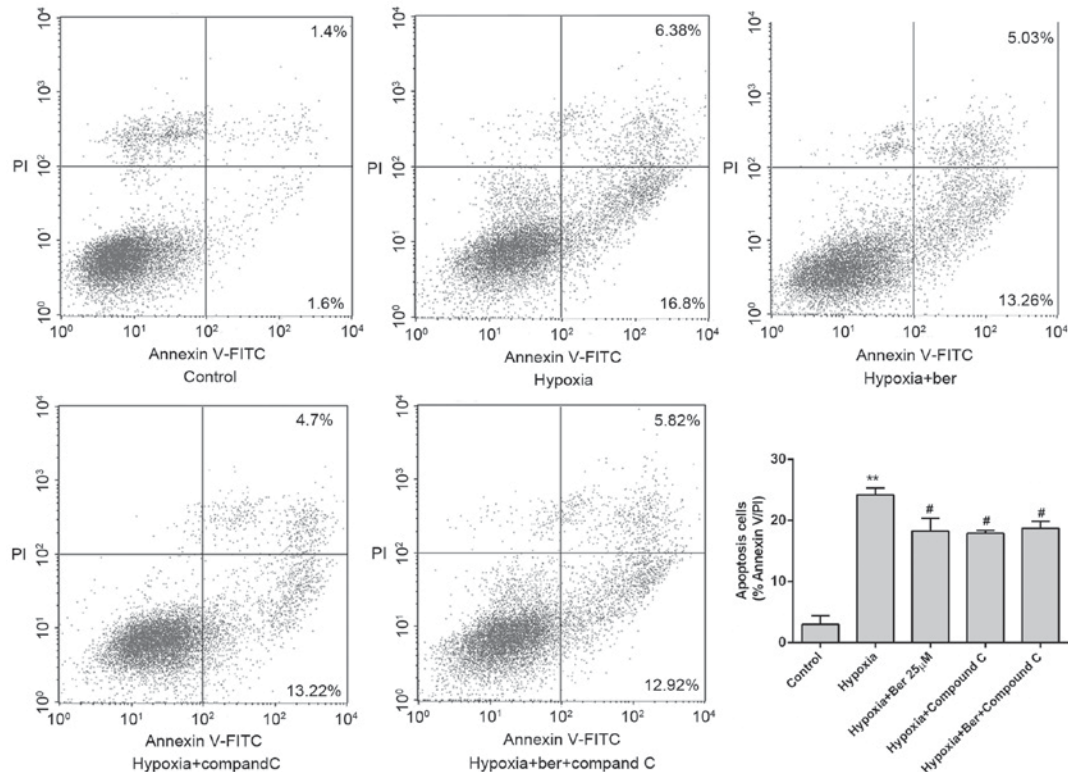 10⁴
10³
10²
10¹
10⁰
PI
1.4%
1.6%
10⁰ 10¹ 10² 10² 10⁴
Annexin V-FITC
Control
10⁴
10³
10²
10¹
10⁰
PI
6.38%
16.8%
10⁰ 10¹ 10² 10² 10⁴
Annexin V-FITC
Hypoxia
10⁴
10³
10²
10¹
10⁰
PI
5.03%
13.26%
10⁰ 10¹ 10² 10² 10⁴
Annexin V-FITC
Hypoxia+ber
10⁴
10³
10²
10¹
10⁰
PI
4.7%
13.22%
10⁰ 10¹ 10² 10² 10⁴
Annexin V-FITC
Hypoxia+compandC
10⁴
10³
10²
10¹
10⁰
PI
5.82%
12.92%
10⁰ 10¹ 10² 10² 10⁴
Annexin V-FITC
Hypoxia+ber+compand C
Apoptosis cells
(% Annexin V/PI)
30
20
10
0
**
#
#
#
Control
Hypoxia
Hypoxia+Ber 25μM
Hypoxia+Compound C
Hypoxia+Ber+Compound C